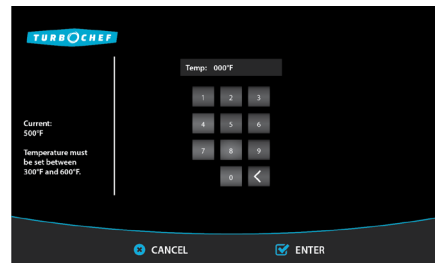 TURBOCHEF
Temp: 000°F
1 2 3
4 5 6
7 8 9
0 <
Current:
500°F
Temperature must
be set between
300°F and 600°F.
CANCEL ENTER